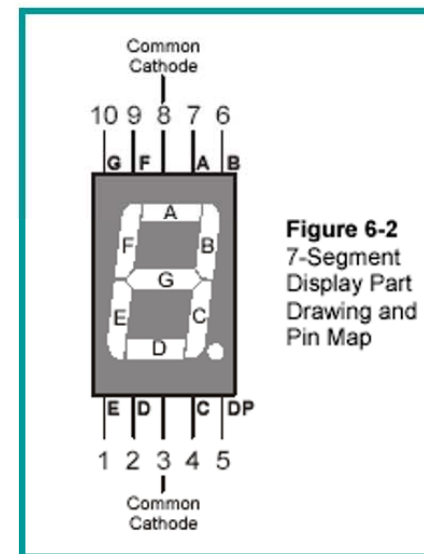 Common
Cathode
10 9 8 7 6
G F A B
A
F B
G
E C
D
E D C DP
1 2 3 4 5
Common
Cathode
Figure 6-2
7-Segment
Display Part
Drawing and
Pin Map